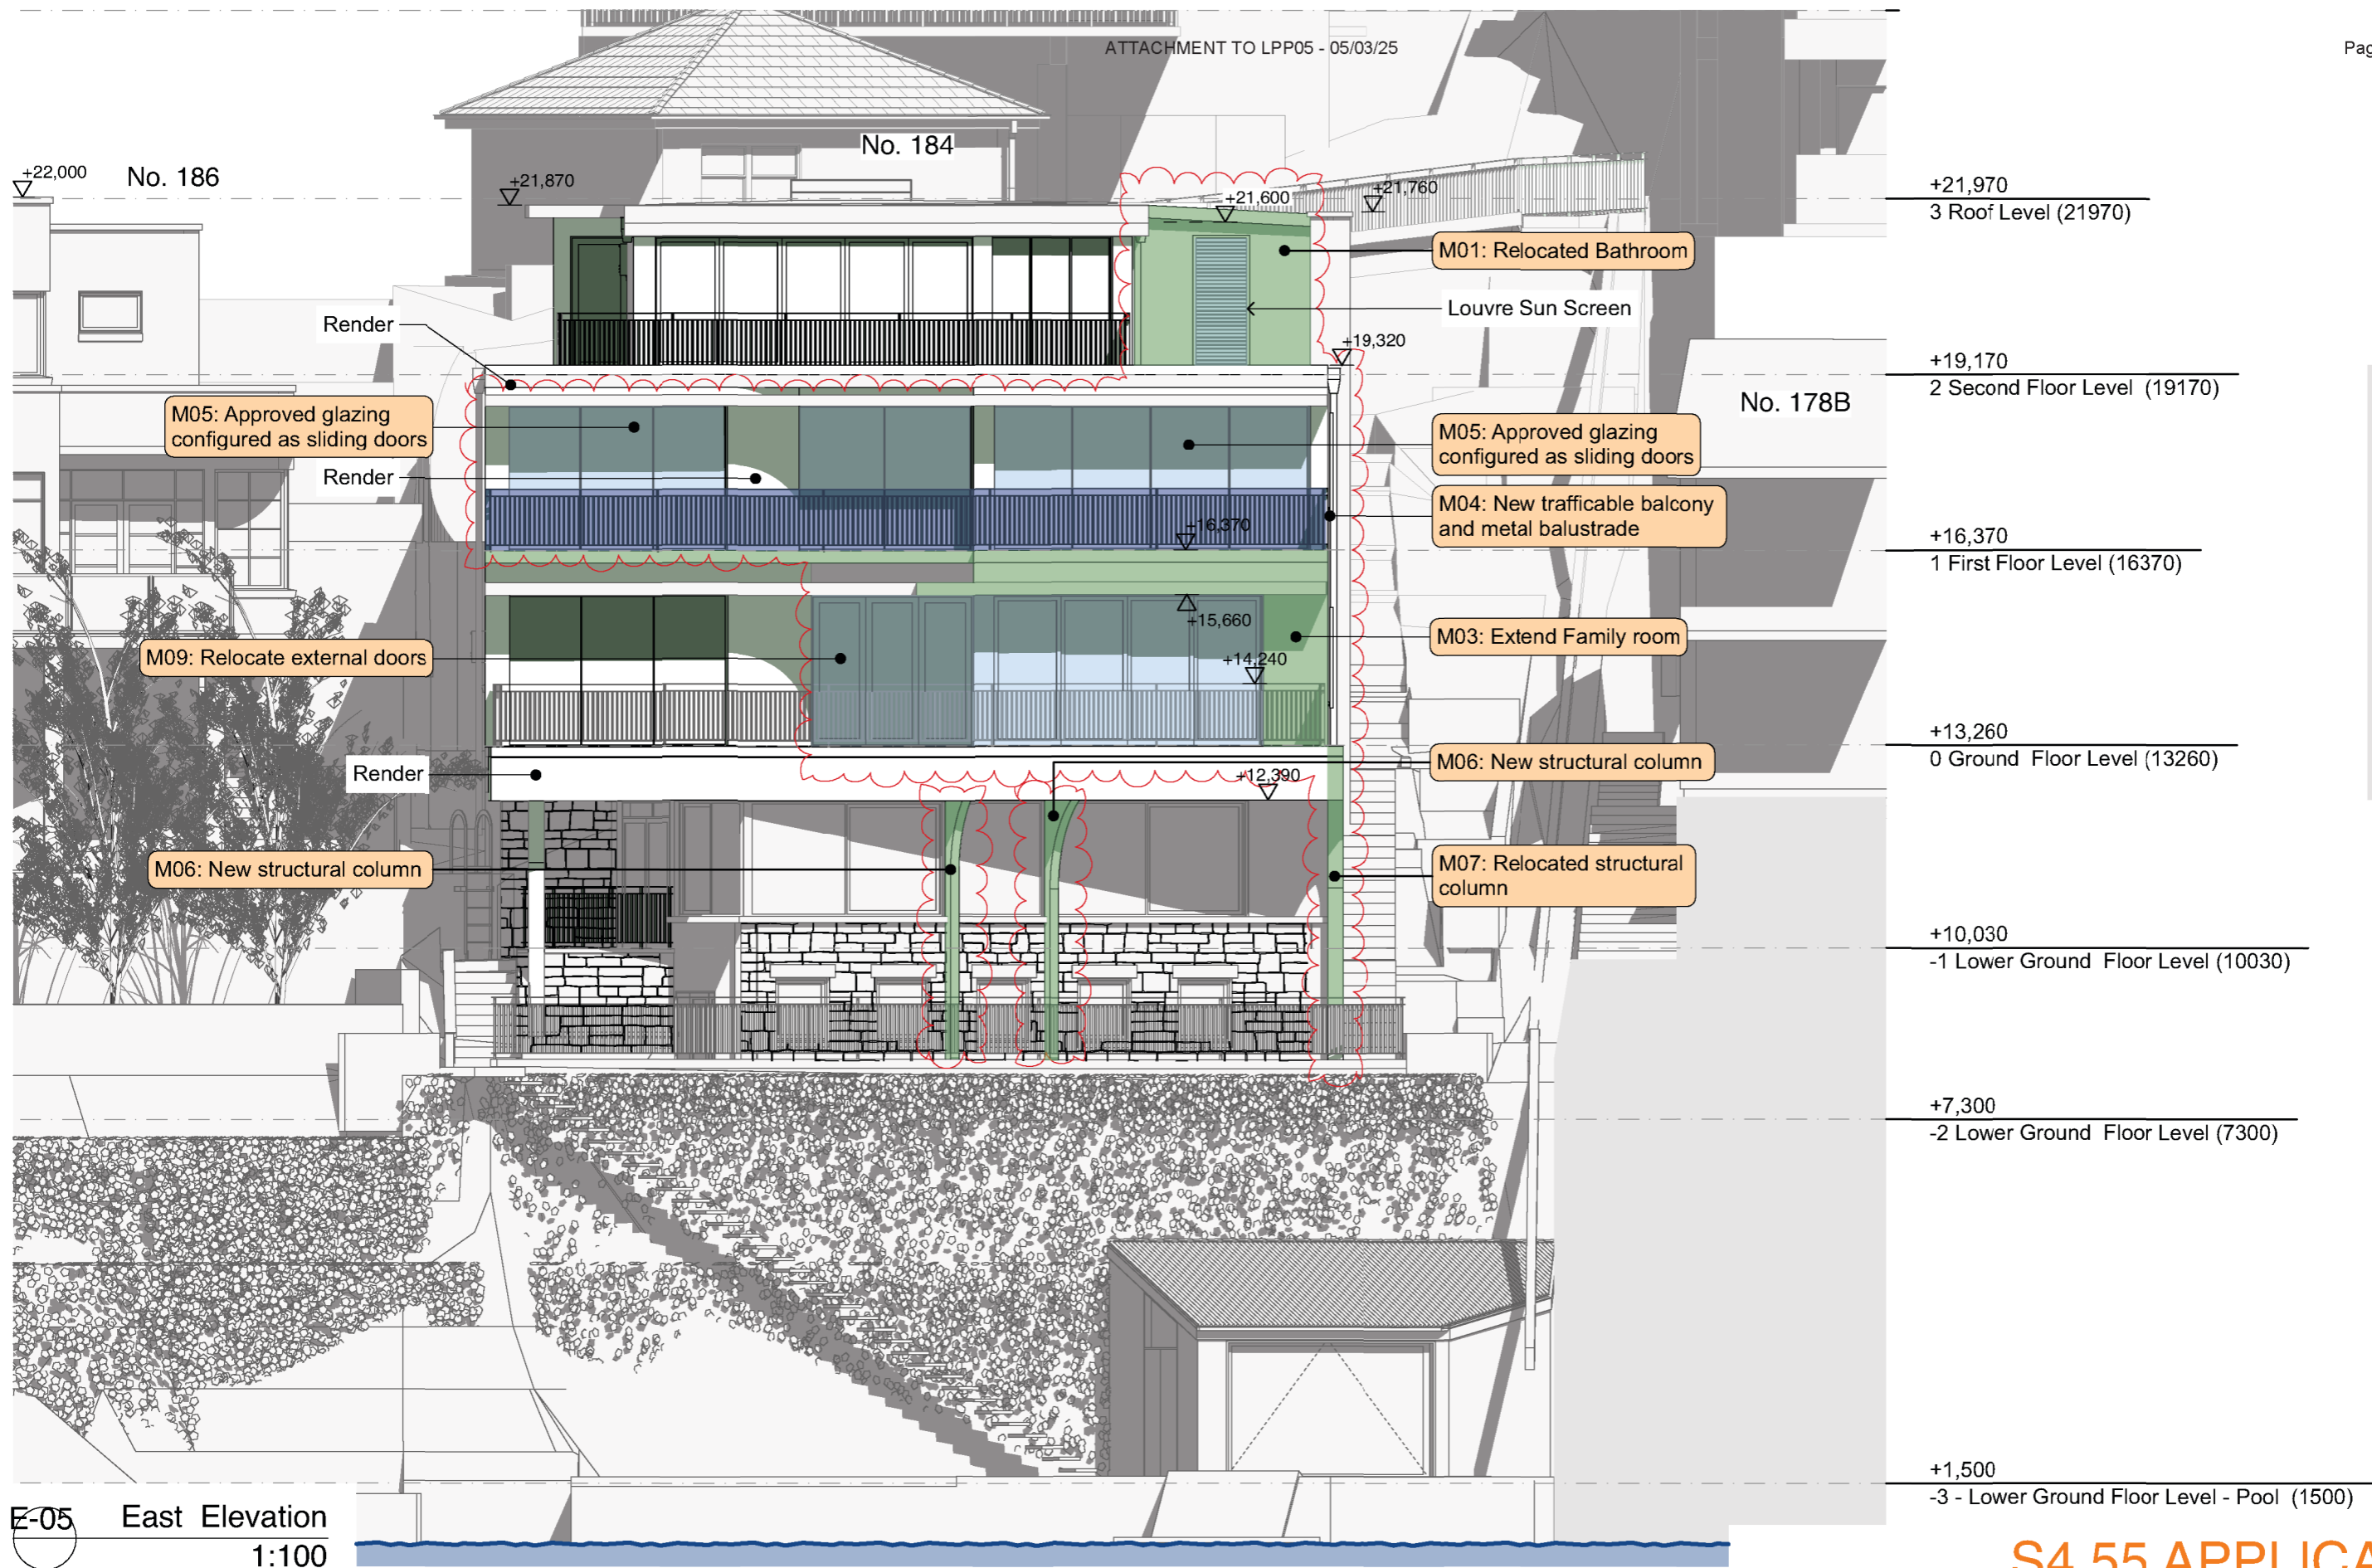 ATTACHMENT TO LPP05 - 05/03/25
Pag
No. 184
+22,000
No. 186
+21,870
+21,600
+21,760
+21,970
3 Roof Level (21970)
M01: Relocated Bathroom
Louvre Sun Screen
Render
+19,320
+19,170
2 Second Floor Level (19170)
No. 178B
M05: Approved glazing
configured as sliding doors
M05: Approved glazing
configured as sliding doors
Render
M04: New trafficable balcony
and metal balustrade
+16,370
+16,370
1 First Floor Level (16370)
+15,660
M03: Extend Family room
M09: Relocate external doors
+14,240
+13,260
0 Ground Floor Level (13260)
Render
M06: New structural column
+12,390
M06: New structural column
M07: Relocated structural
column
+10,030
-1 Lower Ground Floor Level (10030)
+7,300
-2 Lower Ground Floor Level (7300)
+1,500
-3 - Lower Ground Floor Level - Pool (1500)
E-05 East Elevation
1:100
S4.55 APPLICA